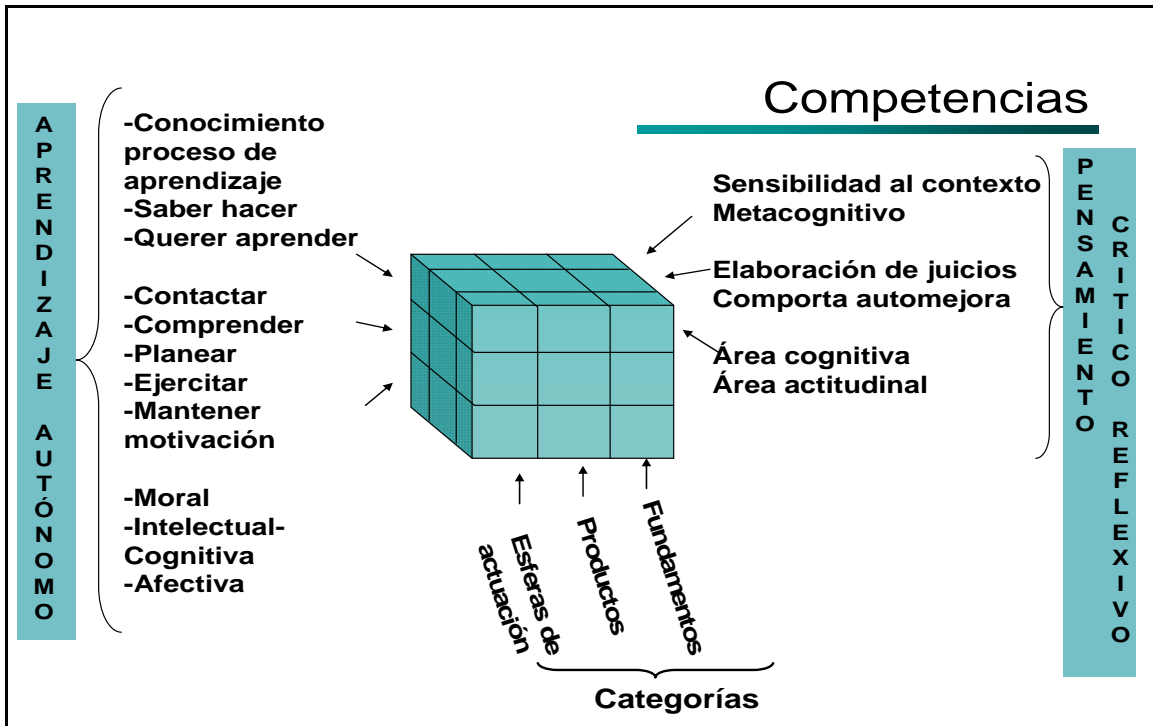 Competencias
APRENDIZAJE AUTÓNOMO
-Conocimiento
proceso de
aprendizaje
-Saber hacer
-Querer aprender
-Contactar
-Comprender
-Planear
-Ejercitar
-Mantener
motivación
-Moral
-Intelectual-
Cognitiva
-Afectiva
Sensibilidad al contexto
Metacognitivo
Elaboración de juicios
Comporta automejora
Área cognitiva
Área actitudinal
PENSAMIENTO
CRITICO REFLEXIVO
Esferas de
actuación
Productos
Fundamentos
Categorías